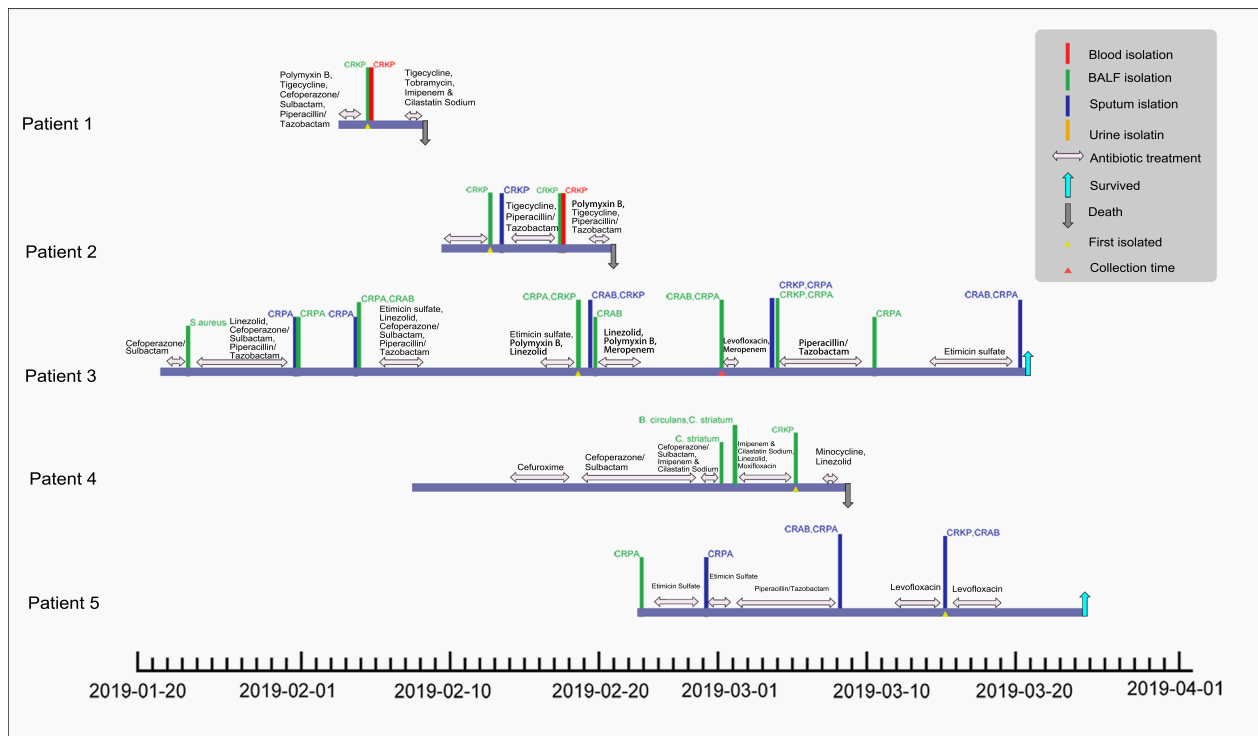 Blood isolation
BALF isolation
Sputum islation
Urine isolatin
Antibiotic treatment
Survived
Death
First isolated
Collection time
Patient 1
Polymyxin B,
Tigecycline,
Cefoperazone/
Sulbactam,
Piperacillin/
Tazobactam
CRKP
CRKP
Tigecycline,
Tobramycin,
Imipenem &
Cilastatin Sodium
Patient 2
CRKP
CRKP
Tigecycline,
Piperacillin/
Tazobactam
CRKP
CRKP
Polymyxin B,
Tigecycline,
Piperacillin/
Tazobactam
Patient 3
Cefoperazone/
Sulbactam
S.aureus
Linezolid,
Cefoperazone/
Sulbactam,
Piperacillin/
Tazobactam
CRPA
CRPA
CRPA
CRPA,CRAB
Etimicin sulfate,
Linezolid,
Cefoperazone/
Sulbactam,
Piperacillin/
Tazobactam
Etimicin sulfate,
Polymyxin B,
Linezolid
CRPA,CRKP
CRAB,CRKP
CRAB
Linezolid,
Polymyxin B,
Meropenem
CRAB,CRPA
Levofloxacin,
Meropenem
CRKP,CRPA
CRKP,CRPA
Piperacillin/
Tazobactam
CRPA
Etimicin sulfate
CRAB,CRPA
Patent 4
Cefuroxime
Cefoperazone/
Sulbactam
Cefoperazone/
Sulbactam,
Imipenem &
Cilastatin Sodium
C. striatum
B. circulans,C. striatum
Imipenem &
Cilastatin Sodium,
Linezolid,
Moxifloxacin
CRKP
Minocycline,
Linezolid
Patient 5
CRPA
Etimicin Sulfate
CRPA
Etimicin Sulfate
Piperacillin/Tazobactam
CRAB,CRPA
Levofloxacin
CRKP,CRAB
Levofloxacin
2019-01-20
2019-02-01
2019-02-10
2019-02-20
2019-03-01
2019-03-10
2019-03-20
2019-04-01